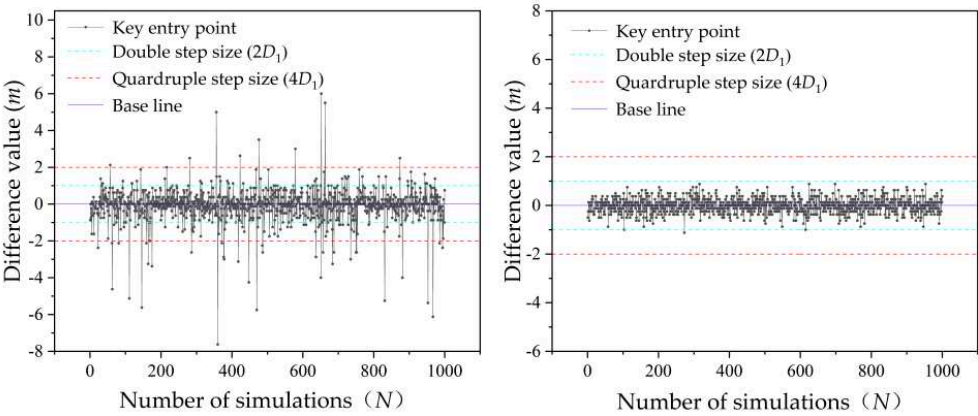 10
8
6
4
2
0
-2
-4
-6
-8
Difference value (m)
Key entry point
Double step size (2D₁)
Quardruple step size (4D₁)
Base line
0 200 400 600 800 1000
Number of simulations（N）
8
6
4
2
0
-2
-4
-6
Difference value (m)
Key entry point
Double step size (2D₁)
Quardruple step size (4D₁)
Base line
0 200 400 600 800 1000
Number of simulations（N）